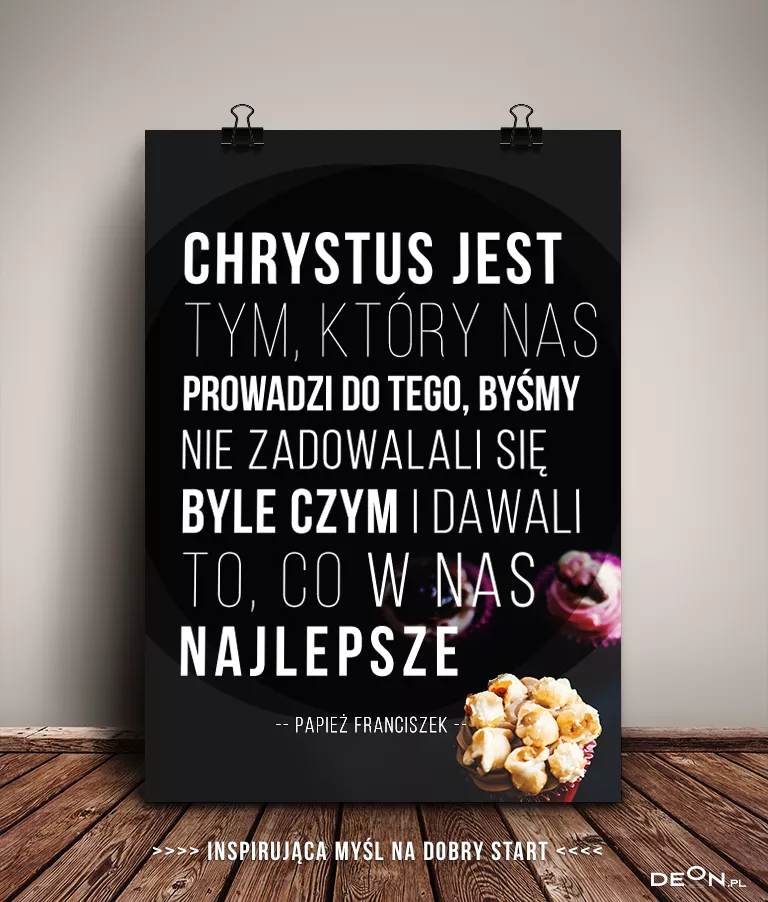 CHRYSTUS JEST
TYM, KTÓRY NAS
PROWADZI DO TEGO, BYŚMY
NIE ZADOWALALI SIĘ
BYLE CZYM I DAWALI
TO, CO W NAS
NAJLEPSZE
-- PAPIEŻ FRANCISZEK --
>>>> INSPIRUJĄCA MYŚL NA DOBRY START <<<<
DEON.PL